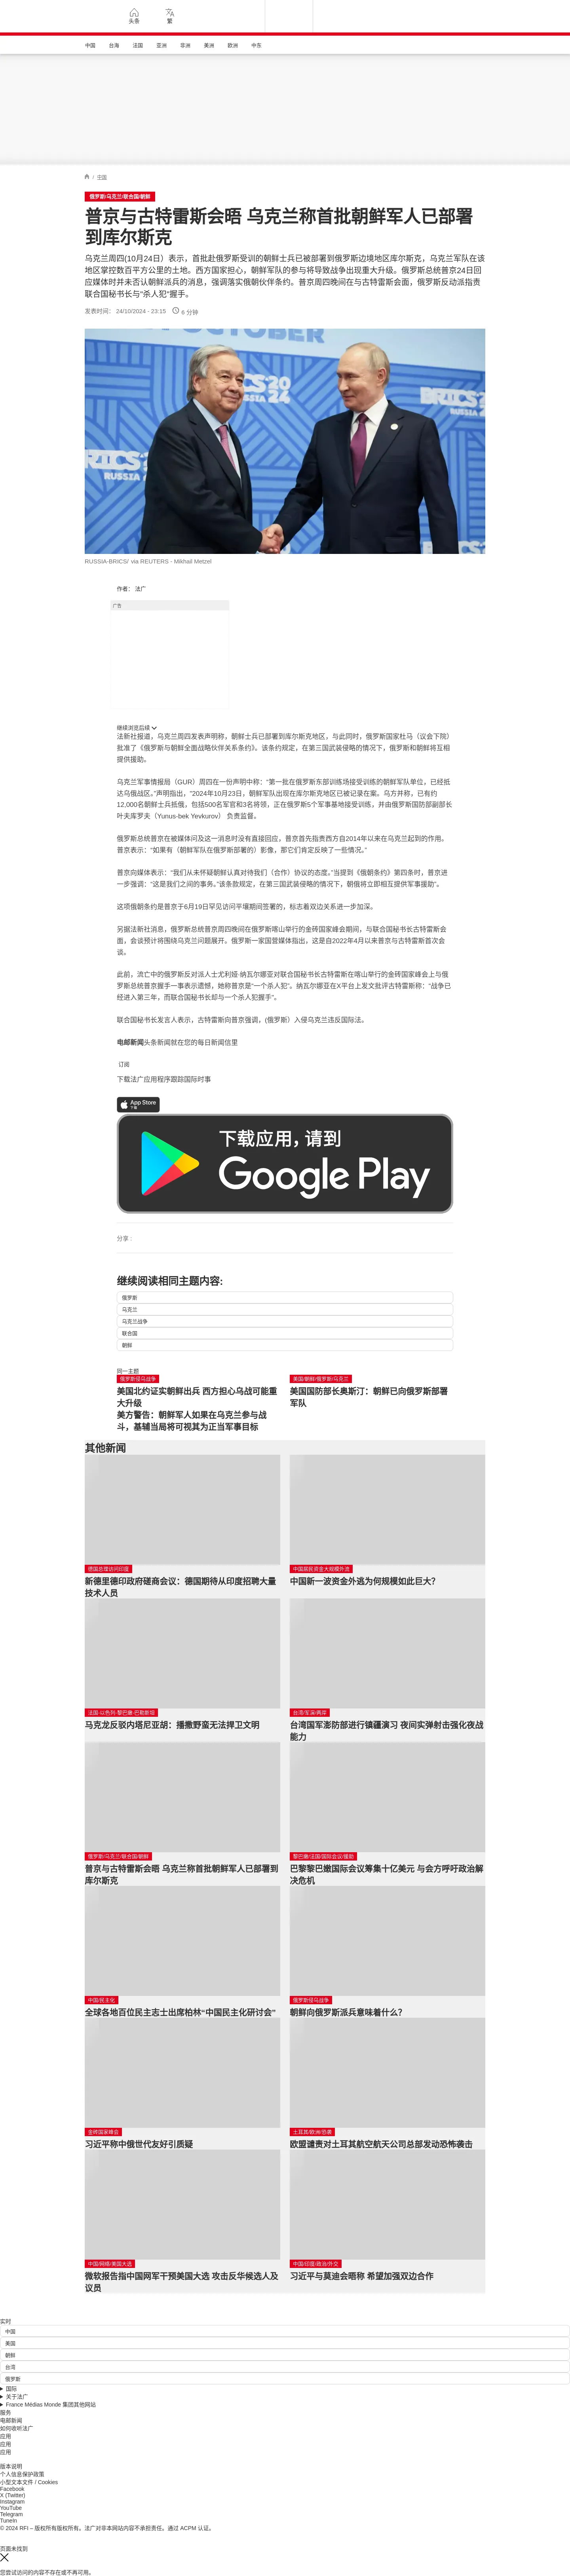 头条
繁
中国
台海
法国
亚洲
非洲
美洲
欧洲
中东
/ 中国
俄罗斯/乌克兰/联合国/朝鲜
普京与古特雷斯会晤 乌克兰称首批朝鲜军人已部署
到库尔斯克
乌克兰周四(10月24日）表示，首批赴俄罗斯受训的朝鲜士兵已被部署到俄罗斯边境地区库尔斯克，乌克兰军队在该
地区掌控数百平方公里的土地。西方国家担心，朝鲜军队的参与将导致战争出现重大升级。俄罗斯总统普京24日回
应媒体时并未否认朝鲜派兵的消息，强调落实俄朝伙伴条约。普京周四晚间在与古特雷斯会面，俄罗斯反动派指责
联合国秘书长与"杀人犯"握手。
发表时间： 24/10/2024 - 23:15
6 分钟
BRICS
2024
RUSSIA-BRICS/ via REUTERS - Mikhail Metzel
作者： 法广
广告
继续浏览后续
法新社报道，乌克兰周四发表声明称，朝鲜士兵已部署到库尔斯克地区，与此同时，俄罗斯国家杜马（议会下院）
批准了《俄罗斯与朝鲜全面战略伙伴关系条约》。该条约规定，在第三国武装侵略的情况下，俄罗斯和朝鲜将互相
提供援助。
乌克兰军事情报局（GUR）周四在一份声明中称：“第一批在俄罗斯东部训练场接受训练的朝鲜军队单位，已经抵
达乌俄战区。”声明指出，"2024年10月23日，朝鲜军队出现在库尔斯克地区已被记录在案。乌方并称，已有约
12,000名朝鲜士兵抵俄，包括500名军官和3名将领，正在俄罗斯5个军事基地接受训练，并由俄罗斯国防部副部长
叶夫库罗夫（Yunus-bek Yevkurov） 负责监督。
俄罗斯总统普京在被媒体问及这一消息时没有直接回应，普京首先指责西方自2014年以来在乌克兰起到的作用。
普京表示：“如果有（朝鲜军队在俄罗斯部署的）影像，那它们肯定反映了一些情况。”
普京向媒体表示：“我们从未怀疑朝鲜认真对待我们（合作）协议的态度。”当提到《俄朝条约》第四条时，普京进
一步强调：“这是我们之间的事务。”该条款规定，在第三国武装侵略的情况下，朝俄将立即相互提供军事援助”。
这项俄朝条约是普京于6月19日罕见访问平壤期间签署的，标志着双边关系进一步加深。
另据法新社消息，俄罗斯总统普京周四晚间在俄罗斯喀山举行的金砖国家峰会期间，与联合国秘书长古特雷斯会
面，会谈预计将围绕乌克兰问题展开。俄罗斯一家国营媒体指出，这是自2022年4月以来普京与古特雷斯首次会
谈。
此前，流亡中的俄罗斯反对派人士尤利娅·纳瓦尔娜亚对联合国秘书长古特雷斯在喀山举行的金砖国家峰会上与俄
罗斯总统普京握手一事表示遗憾，她称普京是“一个杀人犯”。纳瓦尔娜亚在X平台上发文批评古特雷斯称：“战争已
经进入第三年，而联合国秘书长却与一个杀人犯握手”。
联合国秘书长发言人表示，古特雷斯向普京强调，(俄罗斯）入侵乌克兰违反国际法。
电邮新闻头条新闻就在您的每日新闻信里
订阅
下载法广应用程序跟踪国际时事
App Store
下载
下载应用，请到
Google Play
分享 :
继续阅读相同主题内容:
俄罗斯
乌克兰
乌克兰战争
联合国
朝鲜
同一主题
俄罗斯侵乌战争
美国北约证实朝鲜出兵 西方担心乌战可能重
大升级
美方警告：朝鲜军人如果在乌克兰参与战
斗，基辅当局将可视其为正当军事目标
美国/朝鲜/俄罗斯/乌克兰
美国国防部长奥斯汀：朝鲜已向俄罗斯部署
军队
其他新闻
德国总理访问印度
新德里德印政府磋商会议：德国期待从印度招聘大量
技术人员
中国居民资金大规模外流
中国新一波资金外逃为何规模如此巨大？
法国·以色列·黎巴嫩·巴勒斯坦
马克龙反驳内塔尼亚胡：播撒野蛮无法捍卫文明
台湾/军演/两岸
台湾国军澎防部进行镇疆演习 夜间实弹射击强化夜战
能力
俄罗斯/乌克兰/联合国/朝鲜
普京与古特雷斯会晤 乌克兰称首批朝鲜军人已部署到
库尔斯克
黎巴嫩/法国/国际会议/援助
巴黎黎巴嫩国际会议筹集十亿美元 与会方呼吁政治解
决危机
中国/民主化
全球各地百位民主志士出席柏林“中国民主化研讨会”
俄罗斯侵乌战争
朝鲜向俄罗斯派兵意味着什么？
金砖国家峰会
习近平称中俄世代友好引质疑
土耳其/欧洲/恐袭
欧盟谴责对土耳其航空航天公司总部发动恐怖袭击
中国/网络/美国大选
微软报告指中国网军干预美国大选 攻击反华候选人及
议员
中国/印度/政治/外交
习近平与莫迪会晤称 希望加强双边合作
实时
中国
美国
朝鲜
台湾
俄罗斯
国际
关于法广
France Médias Monde 集团其他网站
服务
电邮新闻
如何收听法广
应用
应用
应用
版本说明
个人信息保护政策
小型文本文件 / Cookies
Facebook
X (Twitter)
Instagram
YouTube
Telegram
TuneIn
© 2024 RFI – 版权所有版权所有。法广对非本网站内容不承担责任。通过 ACPM 认证。
页面未找到
您尝试访问的内容不存在或不再可用。